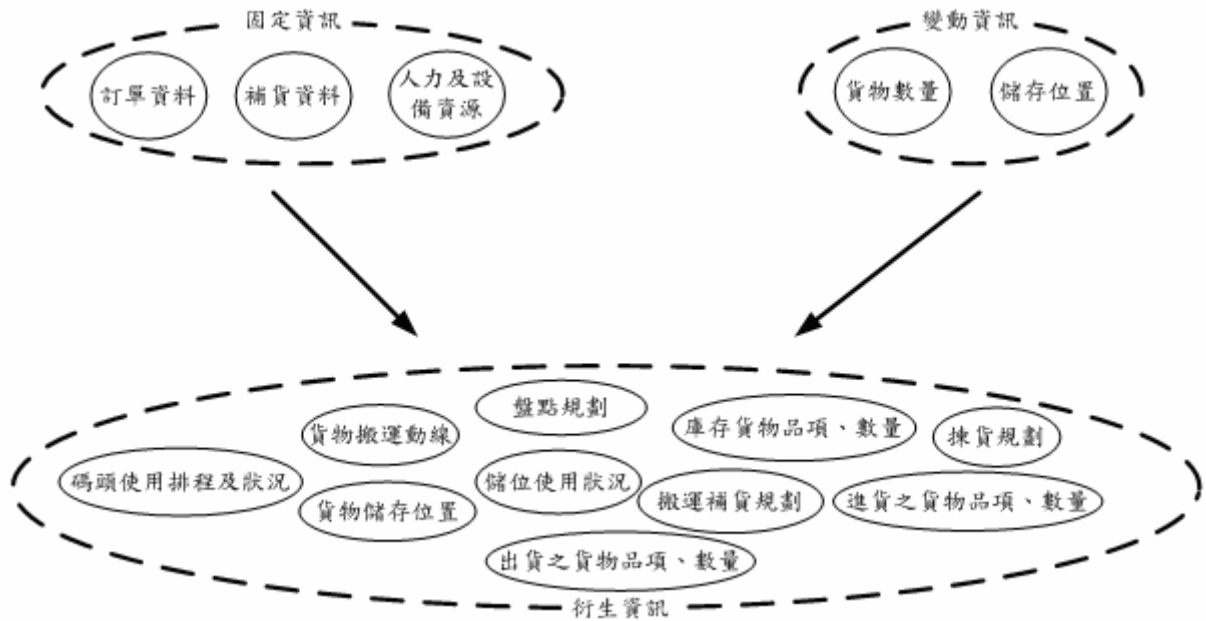 固定資訊
訂單資料
補貨資料
人力及設
備資源
變動資訊
貨物數量
儲存位置
盤點規劃
貨物搬運動線
庫存貨物品項、數量
揀貨規劃
碼頭使用排程及狀況
儲位使用狀況
貨物儲存位置
搬運補貨規劃
進貨之貨物品項、數量
出貨之貨物品項、數量
衍生資訊